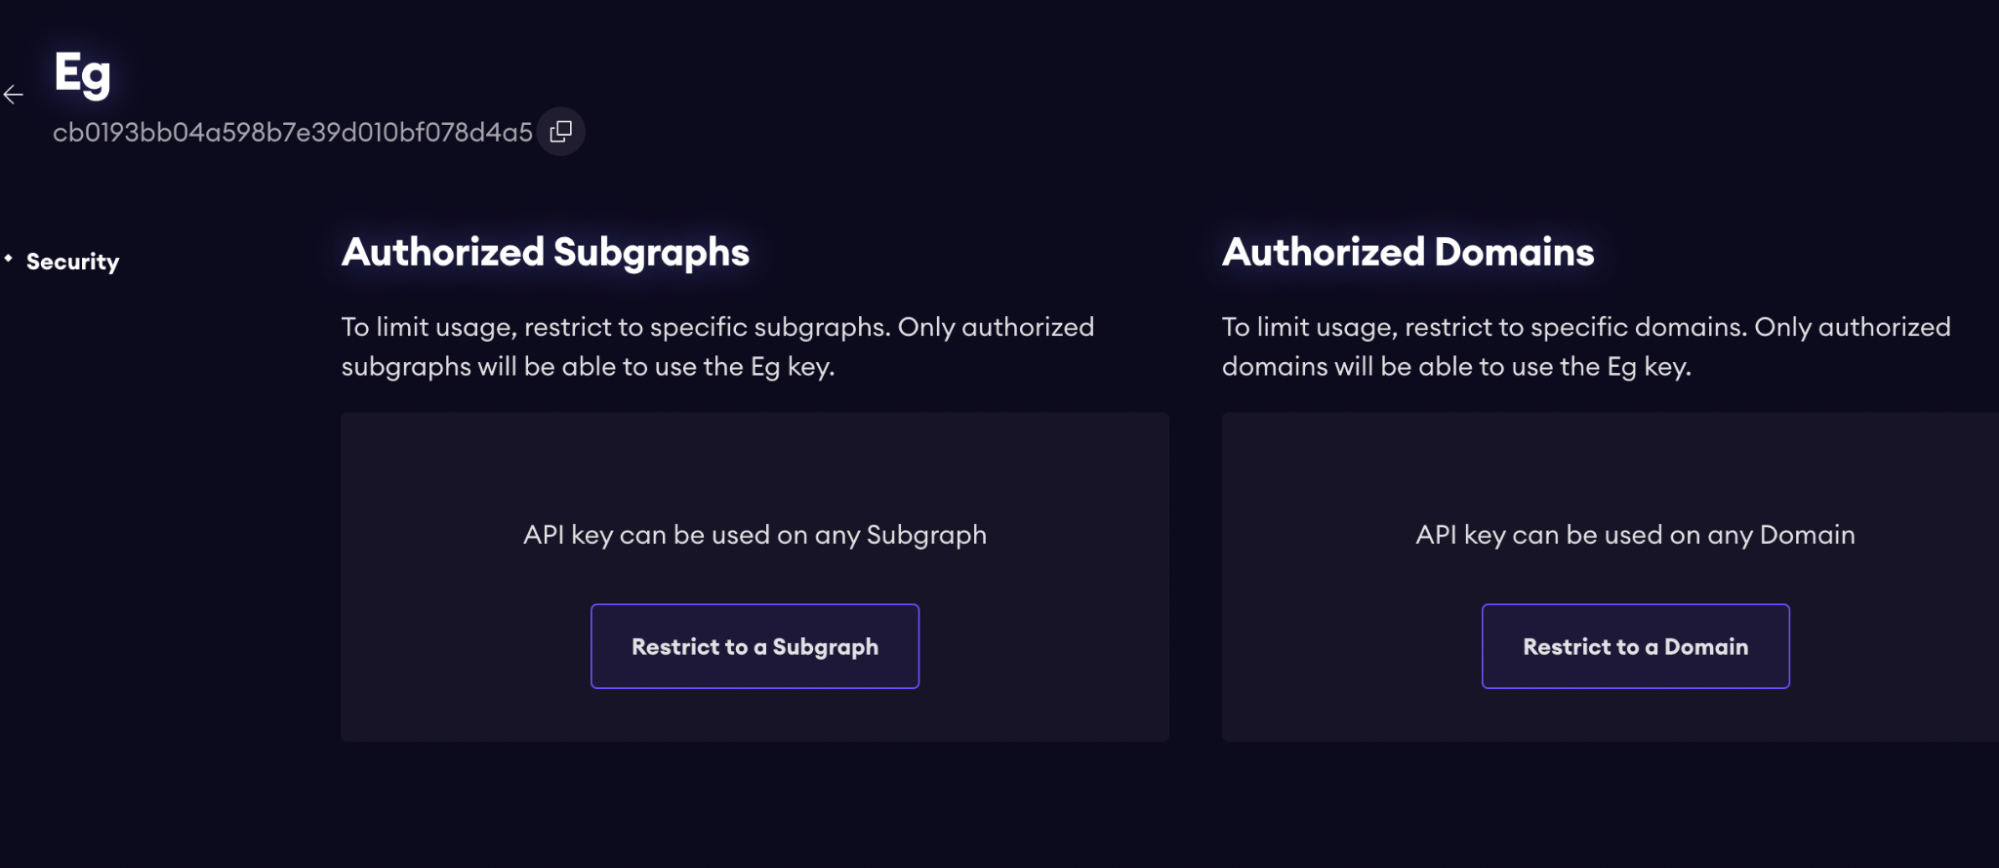 Eg
cb0193bb04a598b7e39d010bf078d4a5
Security
Authorized Subgraphs
To limit usage, restrict to specific subgraphs. Only authorized
subgraphs will be able to use the Eg key.
API key can be used on any Subgraph
Restrict to a Subgraph
Authorized Domains
To limit usage, restrict to specific domains. Only authorized
domains will be able to use the Eg key.
API key can be used on any Domain
Restrict to a Domain